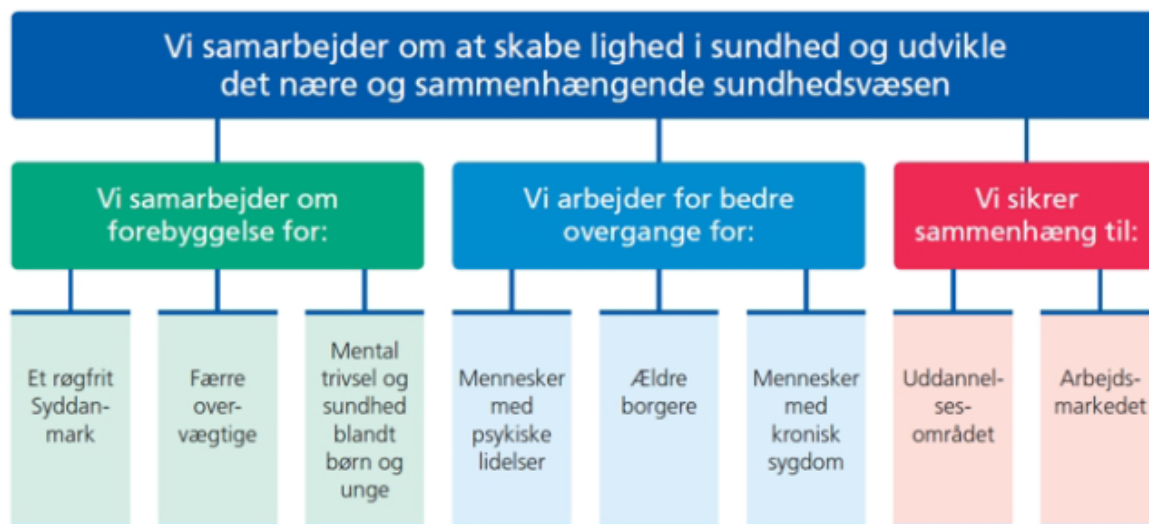 Vi samarbejder om at skabe lighed i sundhed og udvikle
det nære og sammenhængende sundhedsvæsen
Vi samarbejder om
forebyggelse for:
Vi arbejder for bedre
overgange for:
Vi sikrer
sammenhæng til:
Et røgfrit
Syddan-
mark
Færre
over-
vægtige
Mental
trivsel og
sundhed
blandt
børn og
unge
Mennesker
med
psykiske
lidelser
Ældre
borgere
Mennesker
med
kronisk
sygdom
Uddannel-
ses-
området
Arbejds-
markedet